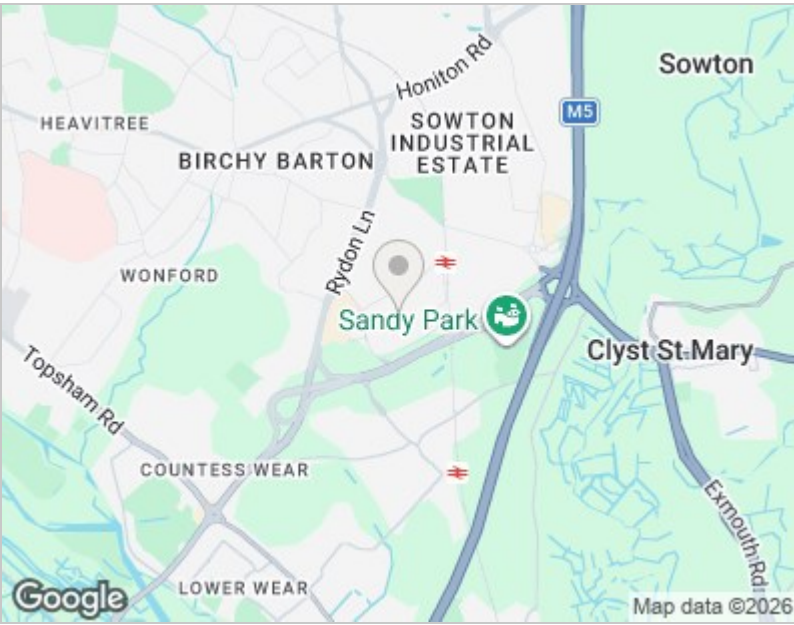 Sowton
M5
Honiton Rd
HEAVITREE
SOWTON
INDUSTRIAL
ESTATE
BIRCHY BARTON
Rydon Ln
WONFORD
Sandy Park
Clyst St Mary
Topsham Rd
COUNTESS WEAR
Exmouth Rd
LOWER WEAR
Google
Map data ©2026